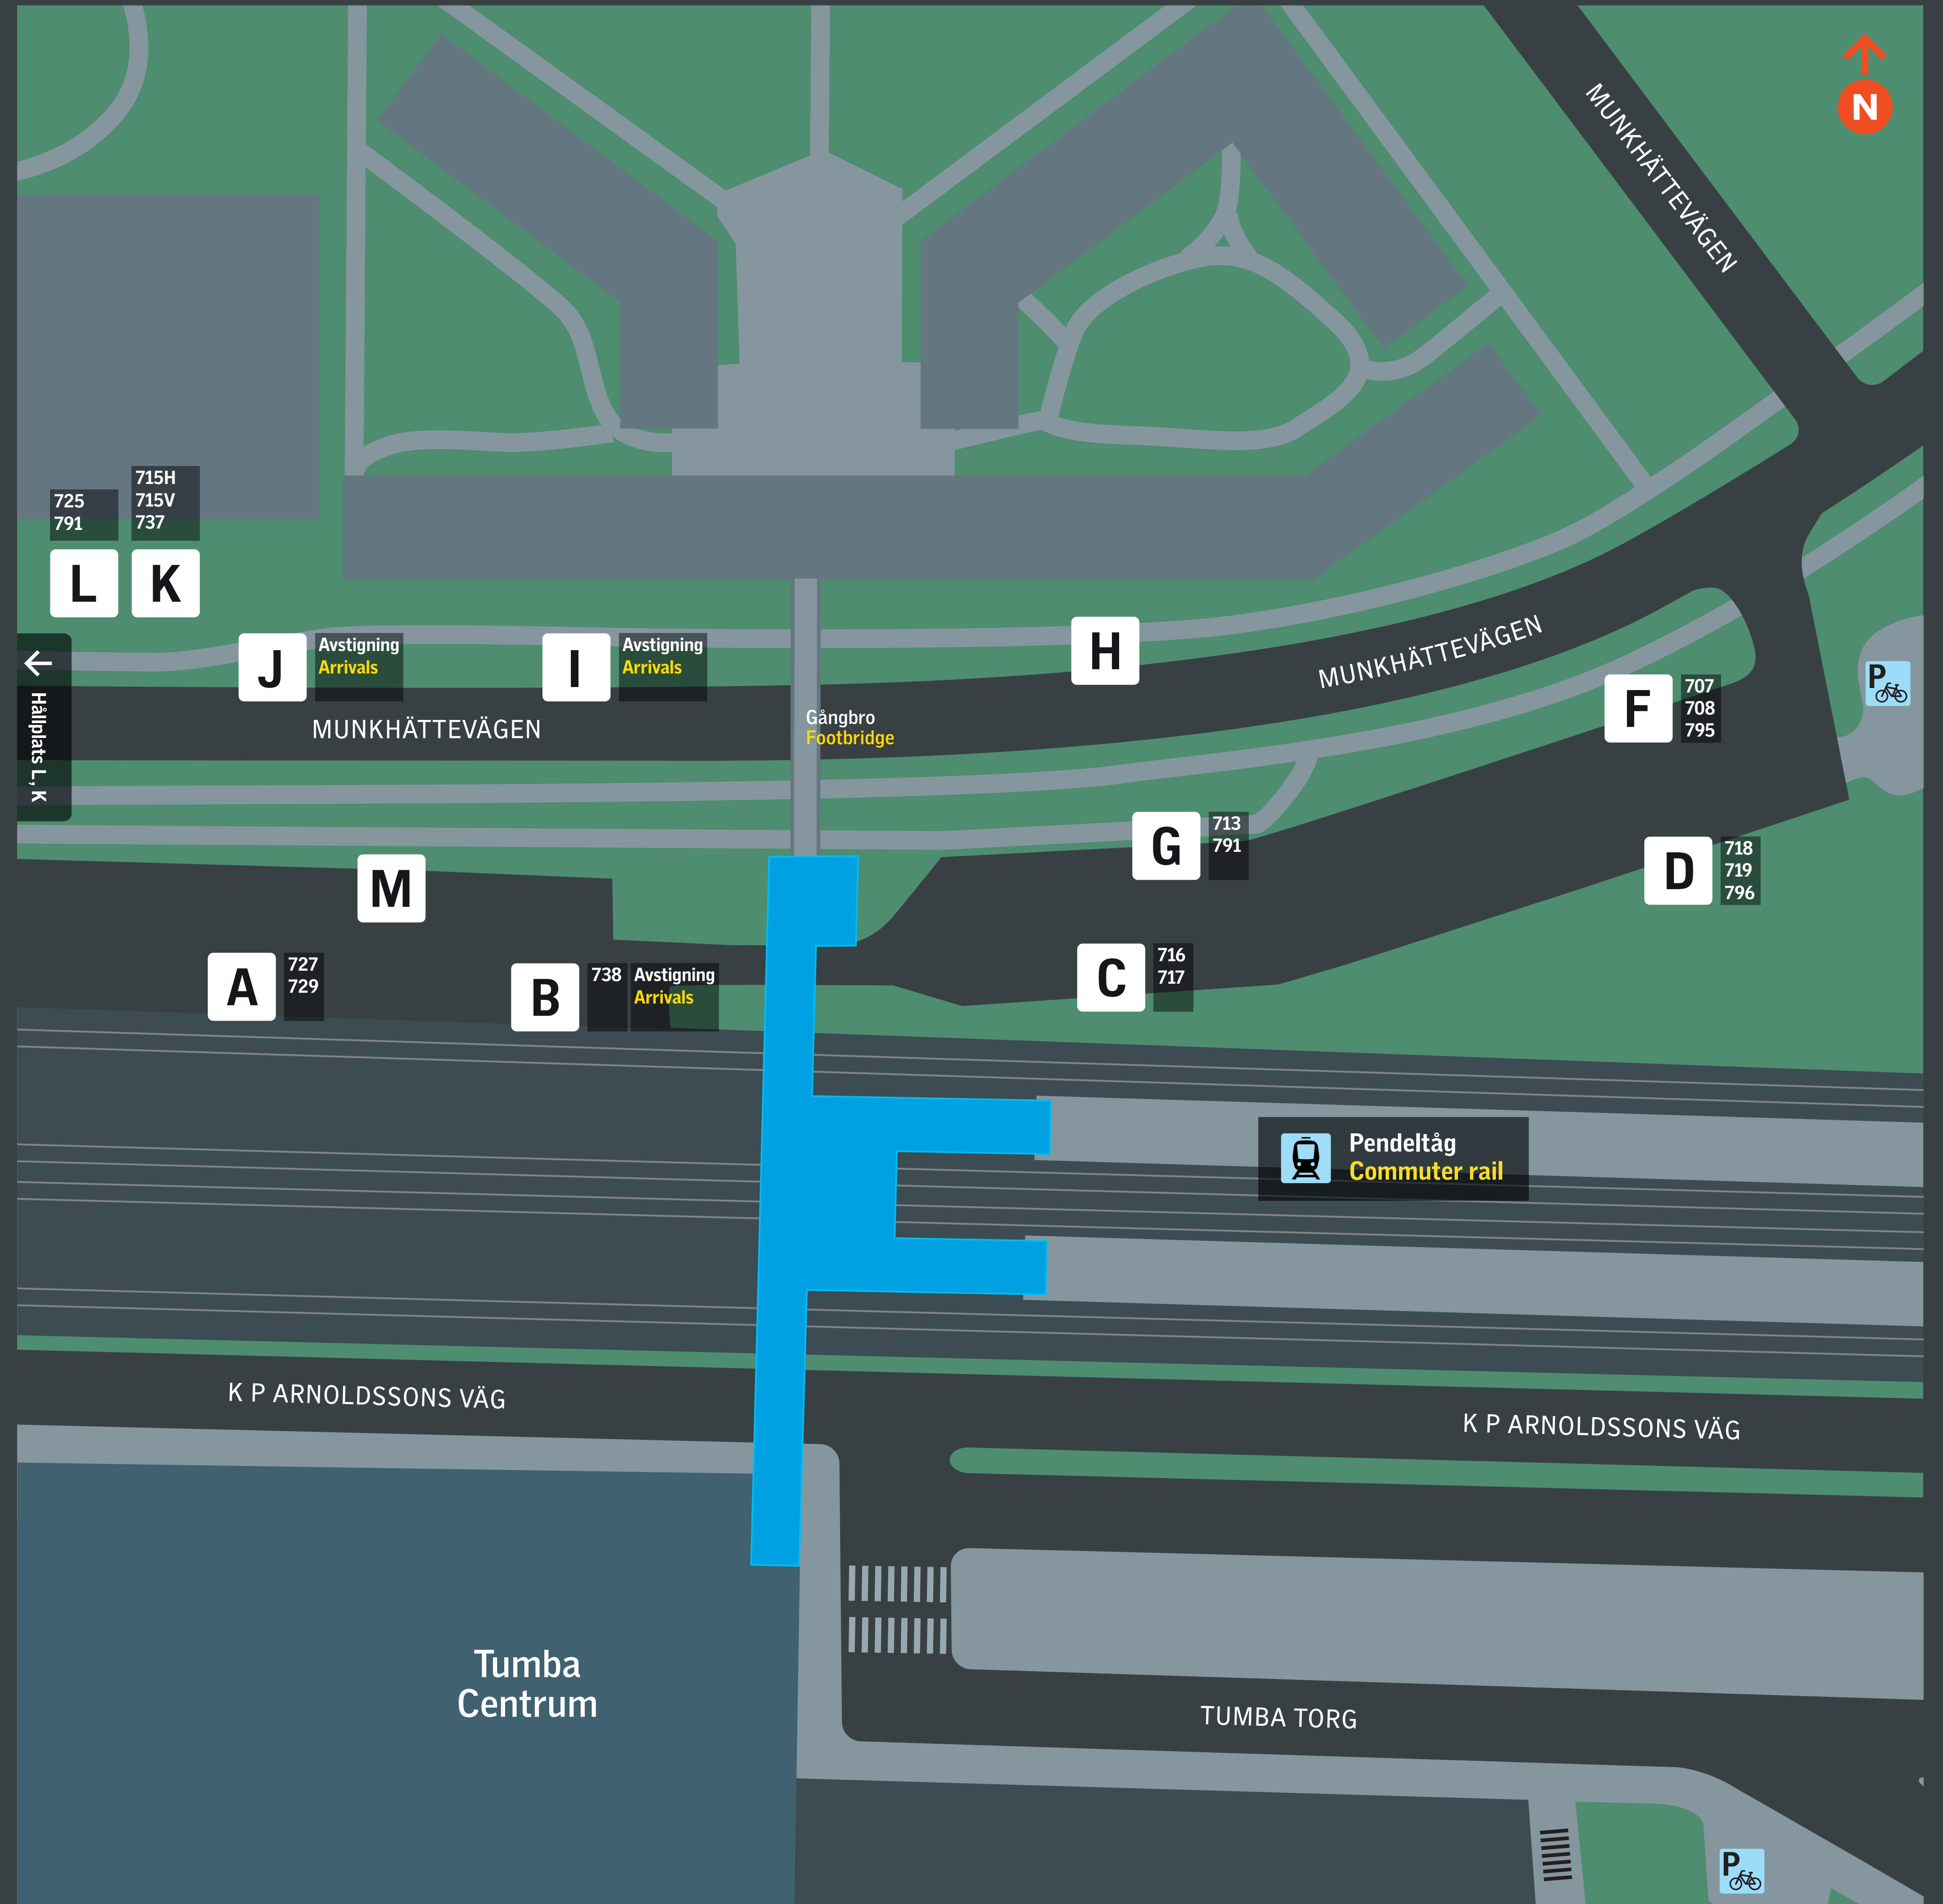 MUNKHÄTTEVÄGEN
N
725
791
L
715H
715V
737
K
J
Avstigning
Arrivals
I
Avstigning
Arrivals
H
MUNKHÄTTEVÄGEN
F
707
708
795
P
Hållplats L, K
MUNKHÄTTEVÄGEN
Gångbro
Footbridge
G
713
791
M
D
718
719
796
A
727
729
B
738
Avstigning
Arrivals
C
716
717
Pendeltåg
Commuter rail
K P ARNOLDSSONS VÄG
K P ARNOLDSSONS VÄG
Tumba
Centrum
TUMBA TORG
P